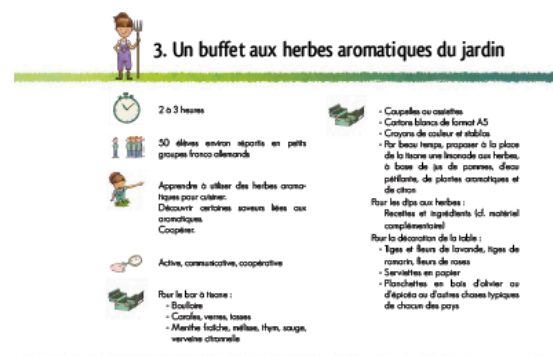 3. Un buffet aux herbes aromatiques du jardin
2 à 3 heures
50 élèves environ répartis en petits
groupes franco allemands
Apprendre à utiliser des herbes aroma-
tiques pour cuisiner.
Découvrir certaines saveurs liées aux
aromatiques.
Coopérer.
Active, communicative, coopérative
Pour le bar à tisane :
- Bouilloire
- Carafes, verres, tasses
- Menthe fraîche, mélisse, thym, sauge,
verveine citronnelle
- Coupelles ou assiettes
- Cartons blancs de format A5
- Crayons de couleur et stabilos
- Par beau temps, proposer à la place
de la tisane une limonade aux herbes,
à base de jus de pommes, d'eau
pétillante, de plantes aromatiques et
de citron
Pour les dips aux herbes :
Recettes et ingrédients (cf. matériel
complémentaire)
Pour la décoration de la table :
- Tiges et fleurs de lavande, tiges de
romarin, fleurs de roses
- Serviettes en papier
- Planchettes en bois d'olivier ou
d'épicéa ou d'autres choses typiques
de chacun des pays